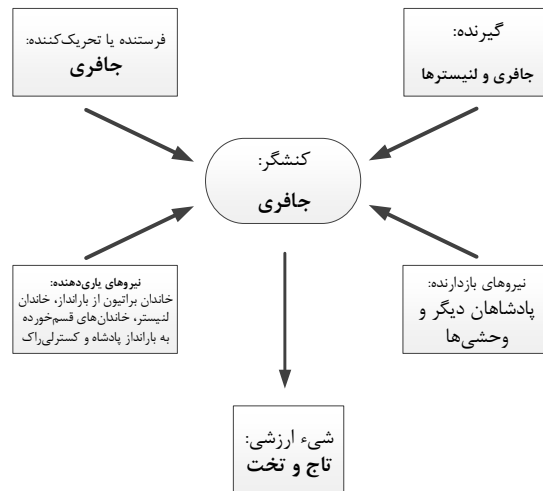 گیرنده:
جافری و لنیسترها
فرستنده یا تحریک‌کننده:
جافری
کنشگر:
جافری
نیروهای بازدارنده:
پادشاهان دیگر و
وحشی‌ها
نیروهای یاری‌دهنده:
خاندان براتیون از بارانداز، خاندان
لنیستر، خاندان‌های قسم‌خورده
به بارانداز پادشاه و کسترلی‌راک
شیء ارزشی:
تاج و تخت